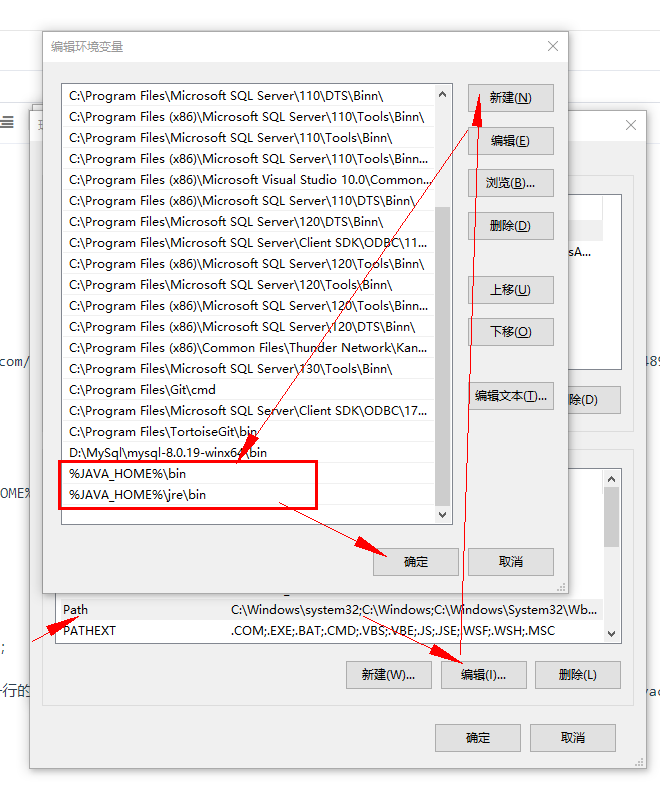 编辑环境变量
C:\Program Files\Microsoft SQL Server\110\DTS\Binn\
C:\Program Files (x86)\Microsoft SQL Server\110\Tools\Binn\
C:\Program Files\Microsoft SQL Server\110\Tools\Binn\
C:\Program Files (x86)\Microsoft SQL Server\110\Tools\Binn...
C:\Program Files (x86)\Microsoft Visual Studio 10.0\Common...
C:\Program Files (x86)\Microsoft SQL Server\110\DTS\Binn\
C:\Program Files\Microsoft SQL Server\120\DTS\Binn\
C:\Program Files\Microsoft SQL Server\Client SDK\ODBC\11...
C:\Program Files (x86)\Microsoft SQL Server\120\Tools\Binn\
C:\Program Files\Microsoft SQL Server\120\Tools\Binn\
C:\Program Files (x86)\Microsoft SQL Server\120\Tools\Binn...
C:\Program Files (x86)\Microsoft SQL Server\120\DTS\Binn\
C:\Program Files (x86)\Common Files\Thunder Network\Kan...
C:\Program Files\Microsoft SQL Server\130\Tools\Binn\
C:\Program Files\Git\cmd
C:\Program Files\Microsoft SQL Server\Client SDK\ODBC\17...
C:\Program Files\TortoiseGit\bin
D:\MySql\mysql-8.0.19-winx64\bin
%JAVA_HOME%\bin
%JAVA_HOME%\jre\bin
新建(N)
编辑(E)
浏览(B)...
删除(D)
上移(U)
下移(O)
编辑文本(T)...
确定
取消
sA...
除(D)
com/
489
OME%
Path
C:\Windows\system32;C:\Windows;C:\Windows\System32\Wb...
PATHEXT
.COM;.EXE;.BAT;.CMD;.VBS;.VBE;.JS;.JSE;.WSF;.WSH;.MSC
;
新建(W)...
编辑(I)...
删除(L)
行的
vac
确定
取消